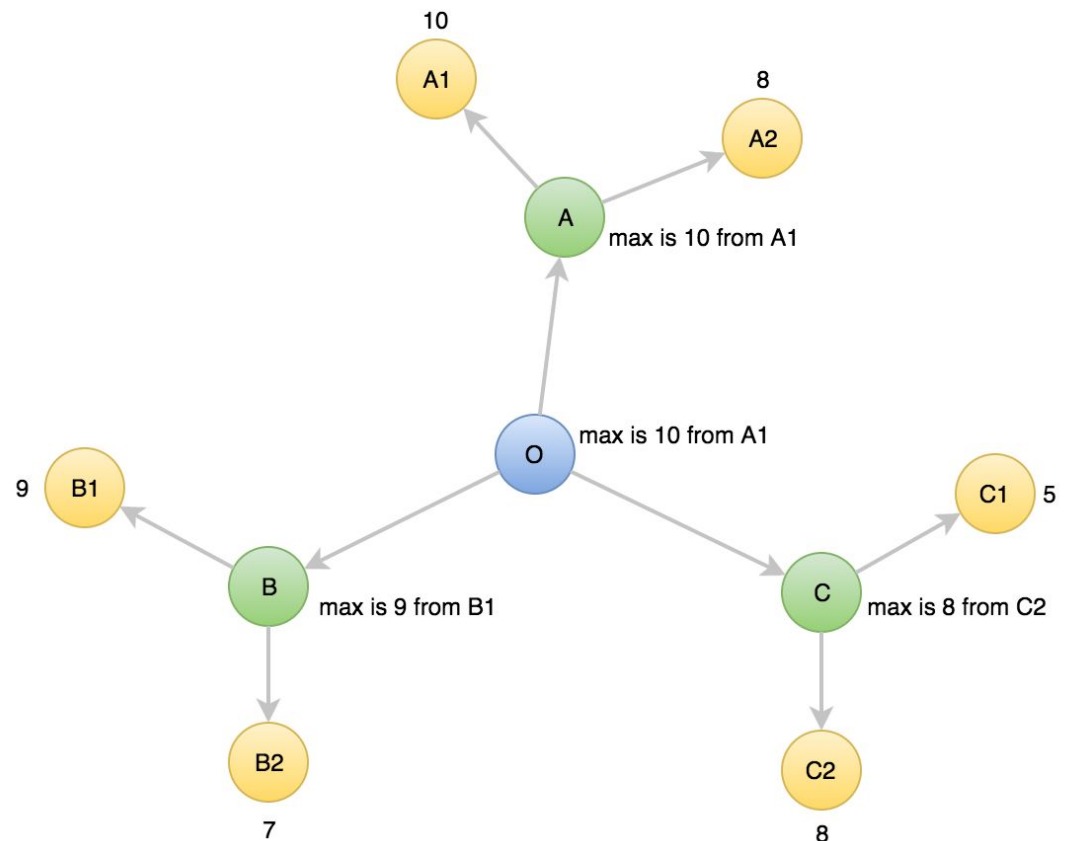 10
A1
8
A2
A
max is 10 from A1
O
max is 10 from A1
9
B1
B
max is 9 from B1
B2
7
C1
5
C
max is 8 from C2
C2
8